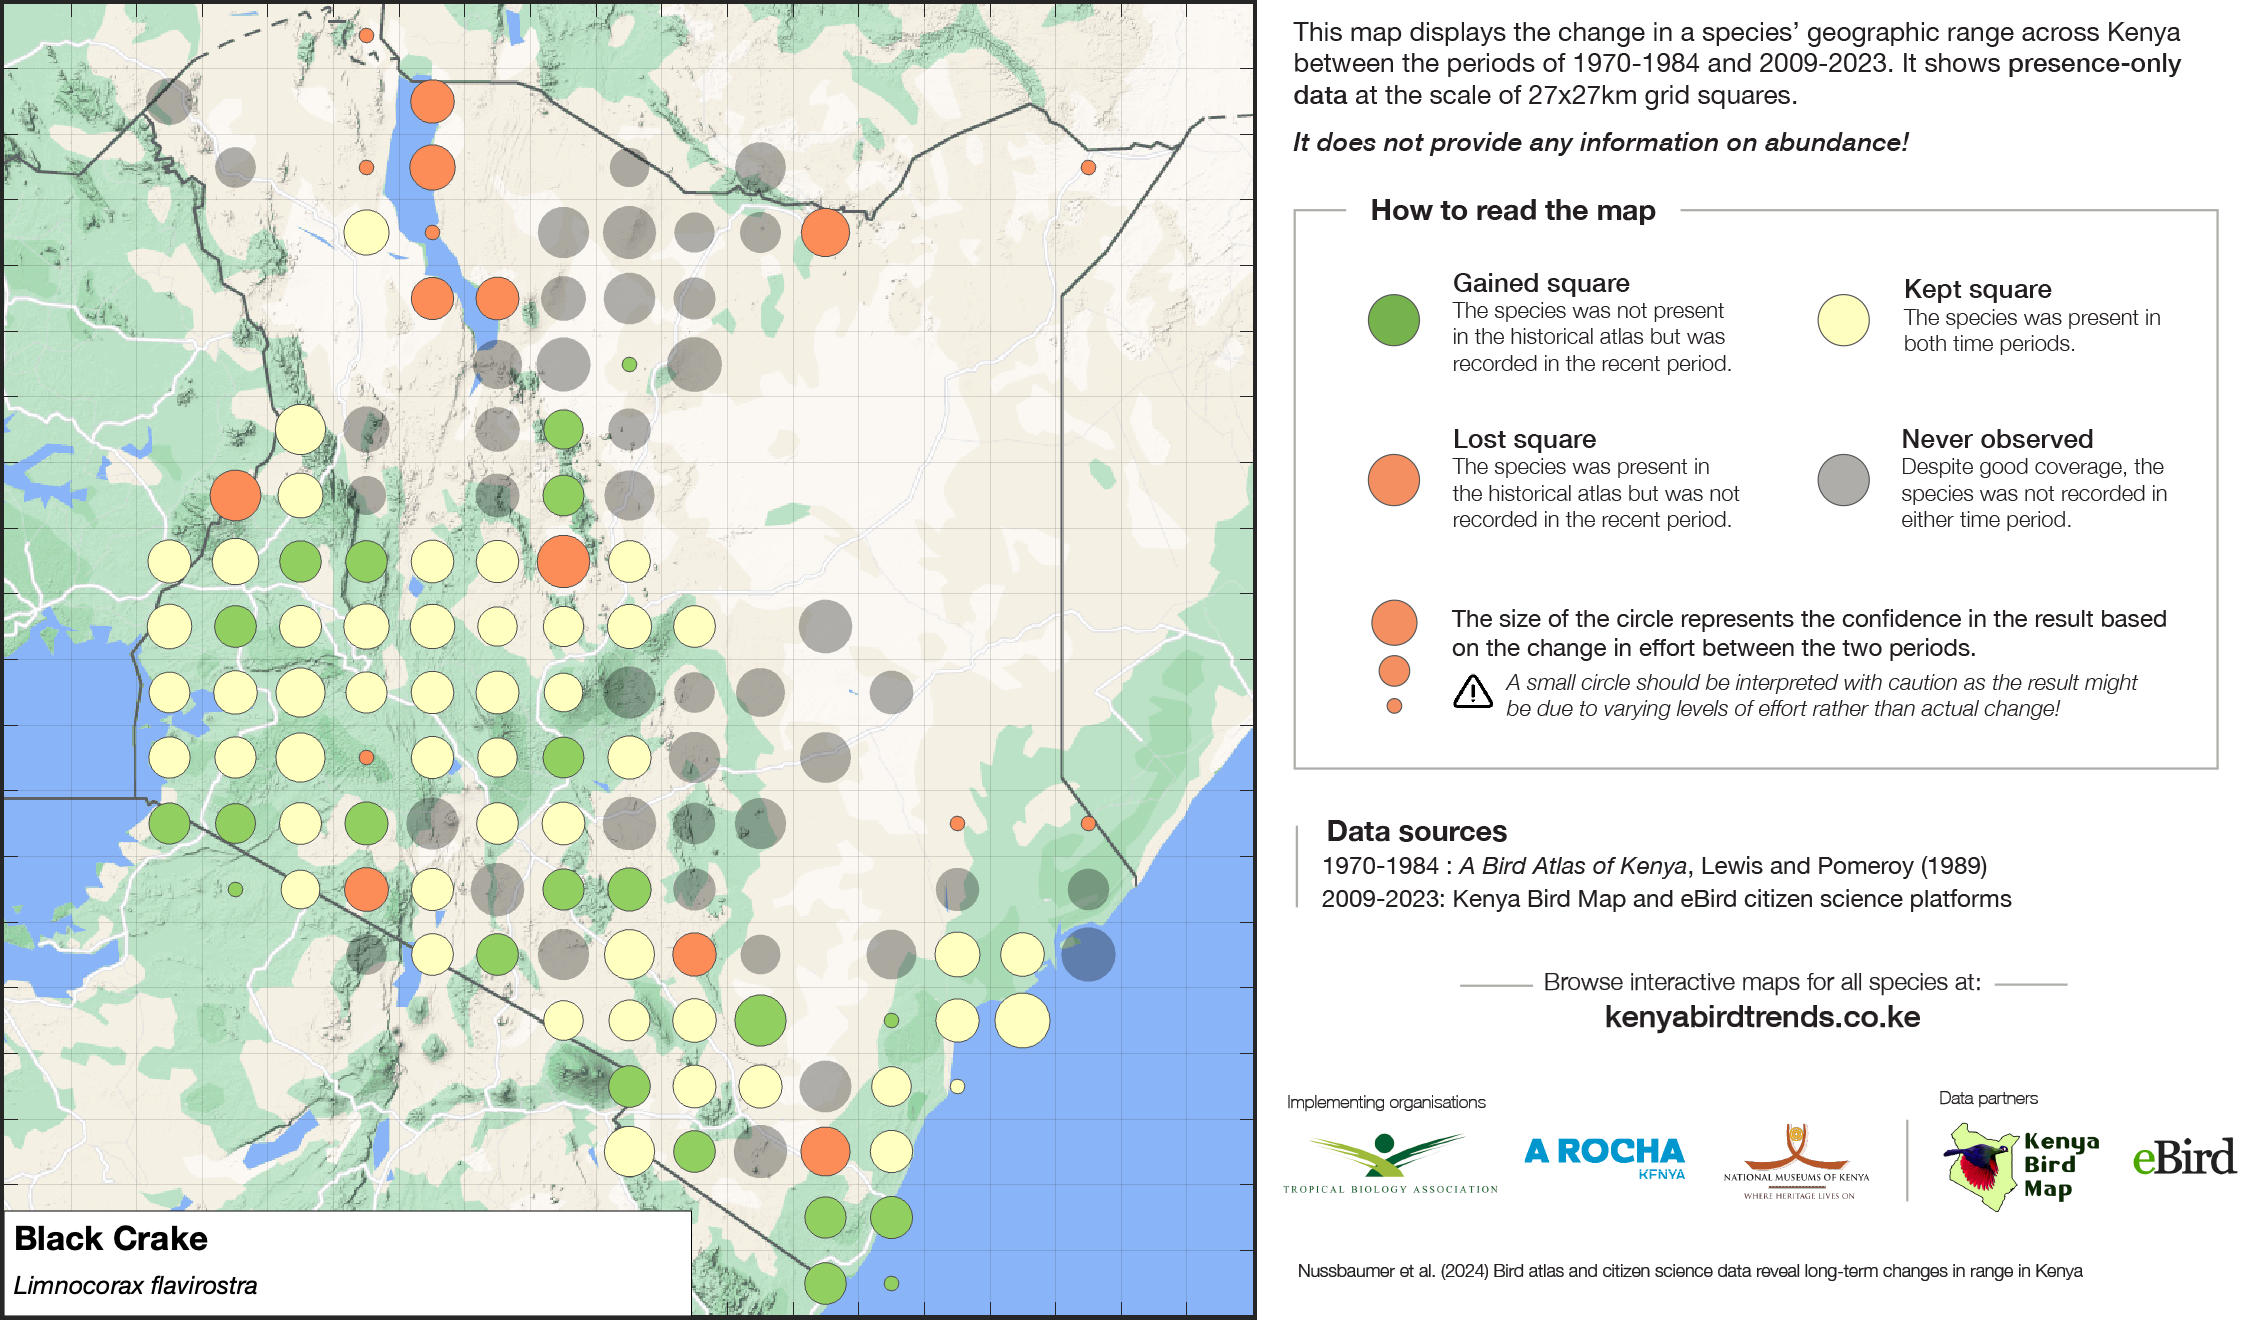 This map displays the change in a species' geographic range across Kenya
between the periods of 1970-1984 and 2009-2023. It shows presence-only
data at the scale of 27x27km grid squares.
It does not provide any information on abundance!
How to read the map
Gained square
The species was not present
in the historical atlas but was
recorded in the recent period.
Kept square
The species was present in
both time periods.
Lost square
The species was present in
the historical atlas but was not
recorded in the recent period.
Never observed
Despite good coverage, the
species was not recorded in
either time period.
The size of the circle represents the confidence in the result based
on the change in effort between the two periods.
A small circle should be interpreted with caution as the result might
be due to varying levels of effort rather than actual change!
Data sources
1970-1984 : A Bird Atlas of Kenya, Lewis and Pomeroy (1989)
2009-2023: Kenya Bird Map and eBird citizen science platforms
Browse interactive maps for all species at:
kenyabirdtrends.co.ke
Implementing organisations
Data partners
TROPICAL BIOLOGY ASSOCIATION
A ROCHA
KENYA
NATIONAL MUSEUMS OF KENYA
WHERE HERITAGE LIVES ON
Kenya
Bird
Map
eBird
Black Crake
Limnocorax flavirostra
Nussbaumer et al. (2024) Bird atlas and citizen science data reveal long-term changes in range in Kenya